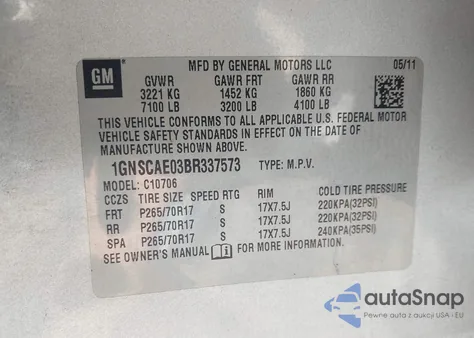 GM
MFD BY GENERAL MOTORS LLC 05/11
GVWR GAWR FRT GAWR RR
3221 KG 1452 KG 1860 KG
7100 LB 3200 LB 4100 LB
THIS VEHICLE CONFORMS TO ALL APPLICABLE U.S. FEDERAL MOTOR
VEHICLE SAFETY STANDARDS IN EFFECT ON THE DATE OF
MANUFACTURE SHOWN ABOVE.
1GNSCAE03BR337573 TYPE: M.P.V.
MODEL: C10706
CCZS TIRE SIZE SPEED RTG RIM COLD TIRE PRESSURE
FRT P265/70R17 S 17X7.5J 220KPA(32PSI)
RR P265/70R17 S 17X7.5J 220KPA(32PSI)
SPA P265/70R17 S 17X7.5J 240KPA(35PSI)
SEE OWNER'S MANUAL FOR MORE INFORMATION.
autoSnap
Pewne auta z aukcji USA i EU